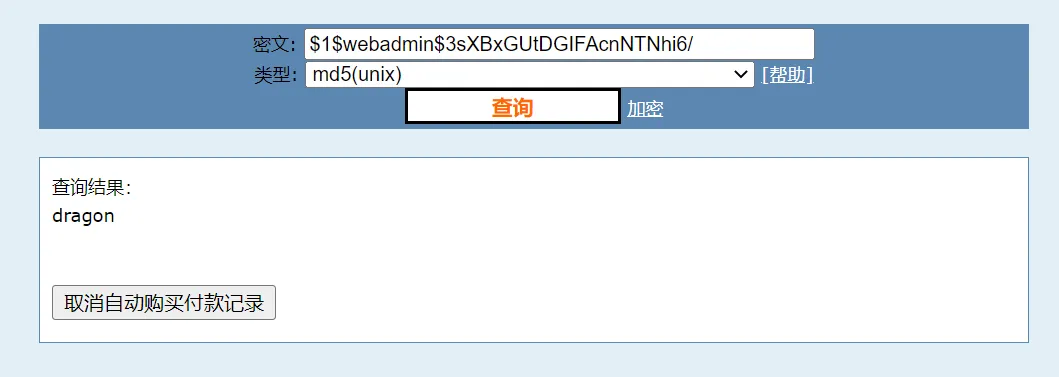 密文: $1$webadmin$3sXBxGUtDGIFAcnNTNhi6/
类型: md5(unix) [帮助]
查询 加密
查询结果:
dragon
取消自动购买付款记录